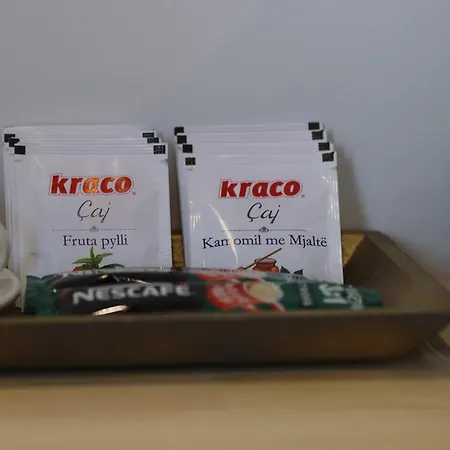 kraco
Çaj
Fruta pylli
kraco
Çaj
Kamomil me Mjaltë
NESCAFÉ